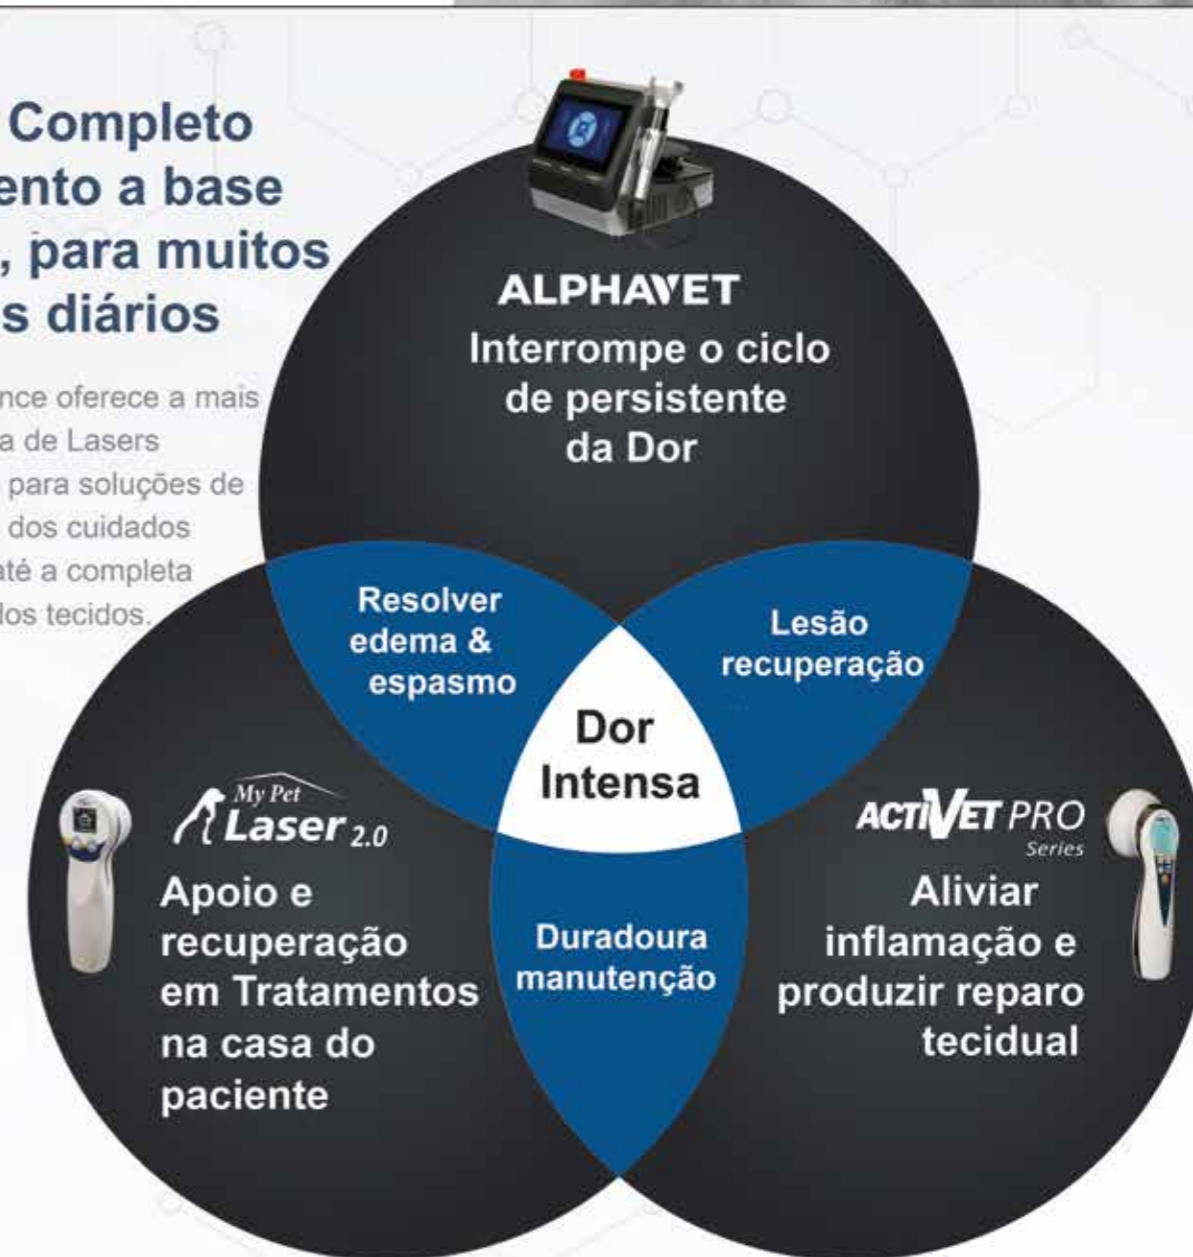 Completo
ento a base
, para muitos
s diários
nce oferece a mais
a de Lasers
para soluções de
dos cuidados
até a completa
dos tecidos.
ALPHAVET
Interrompe o ciclo
de persistente
da Dor
Resolver
edema &
espasmo
Lesão
recuperação
Dor
Intensa
My Pet
Laser 2.0
Apoio e
recuperação
em Tratamentos
na casa do
paciente
Duradoura
manutenção
ACTIVET PRO
Series
Aliviar
inflamação e
produzir reparo
tecidual